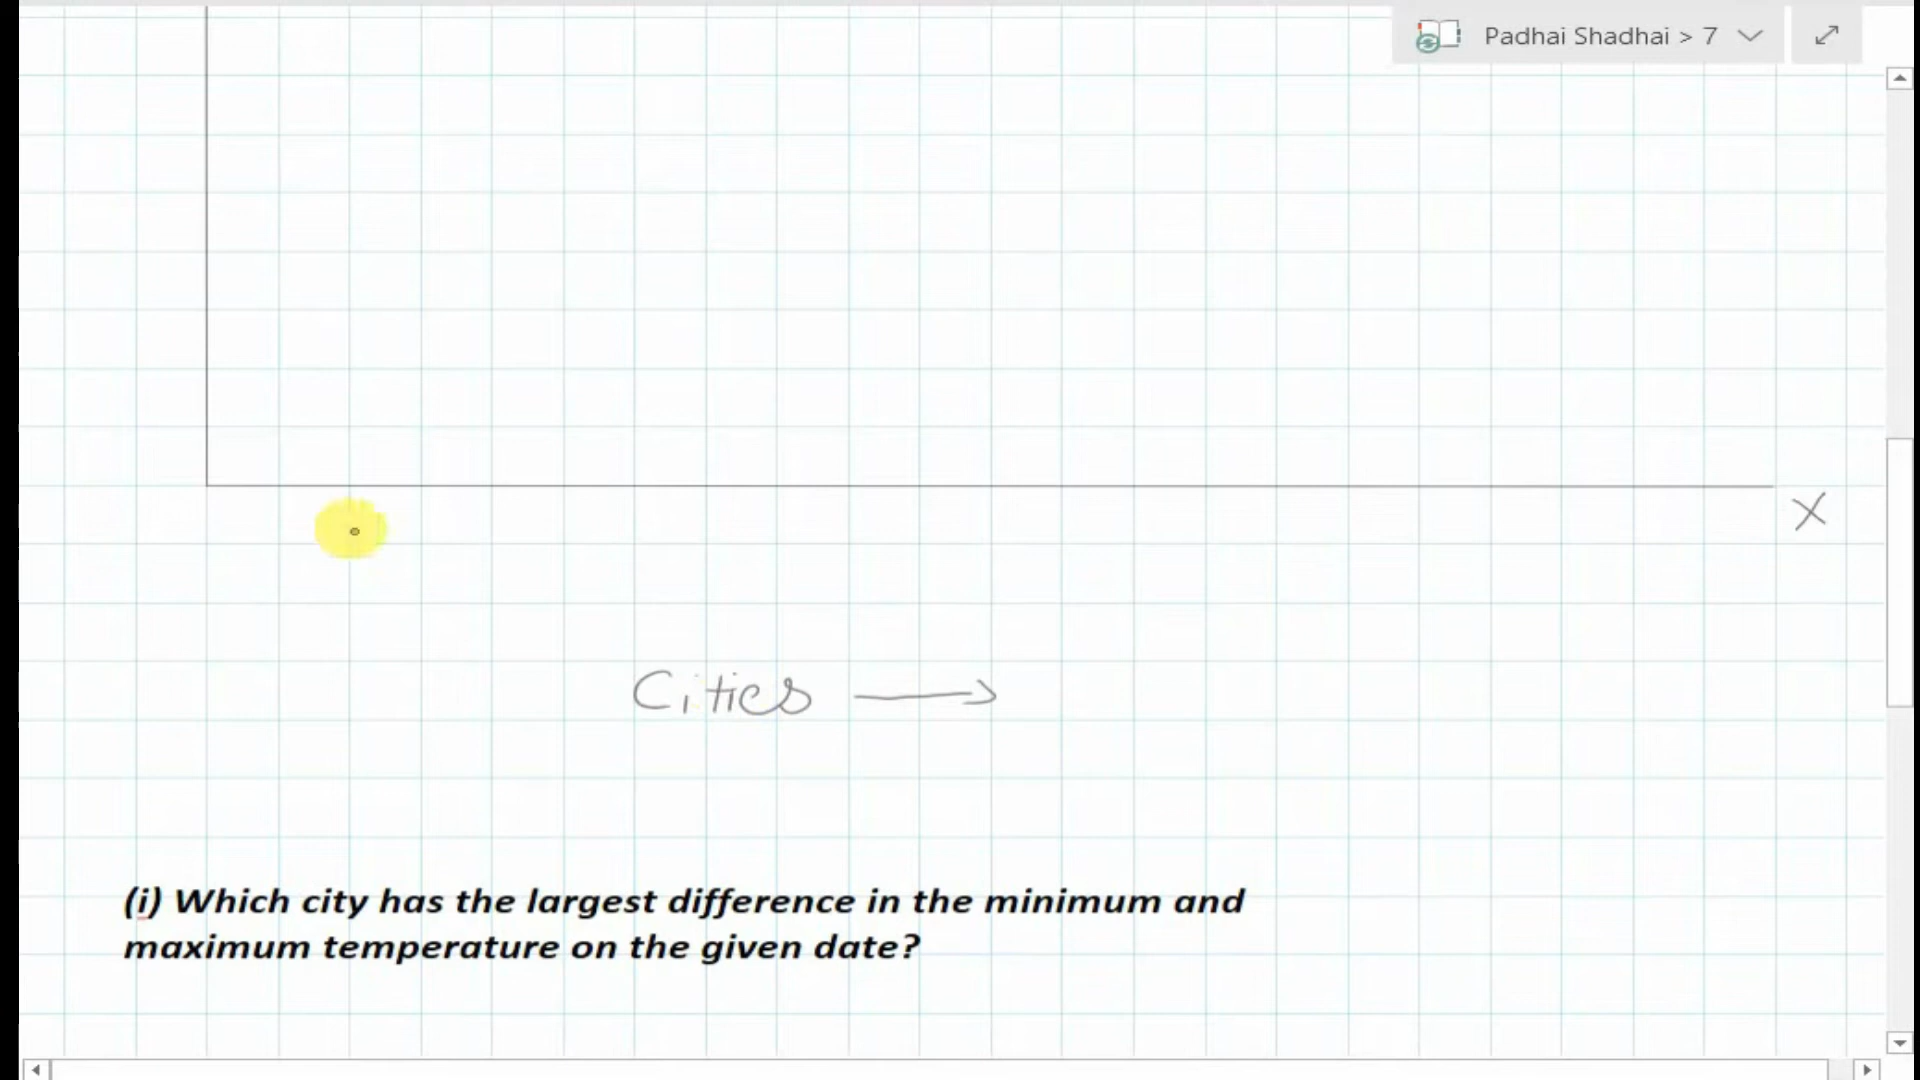 Padhai Shadhai > 7
X
Cities →
(i) Which city has the largest difference in the minimum and
maximum temperature on the given date?